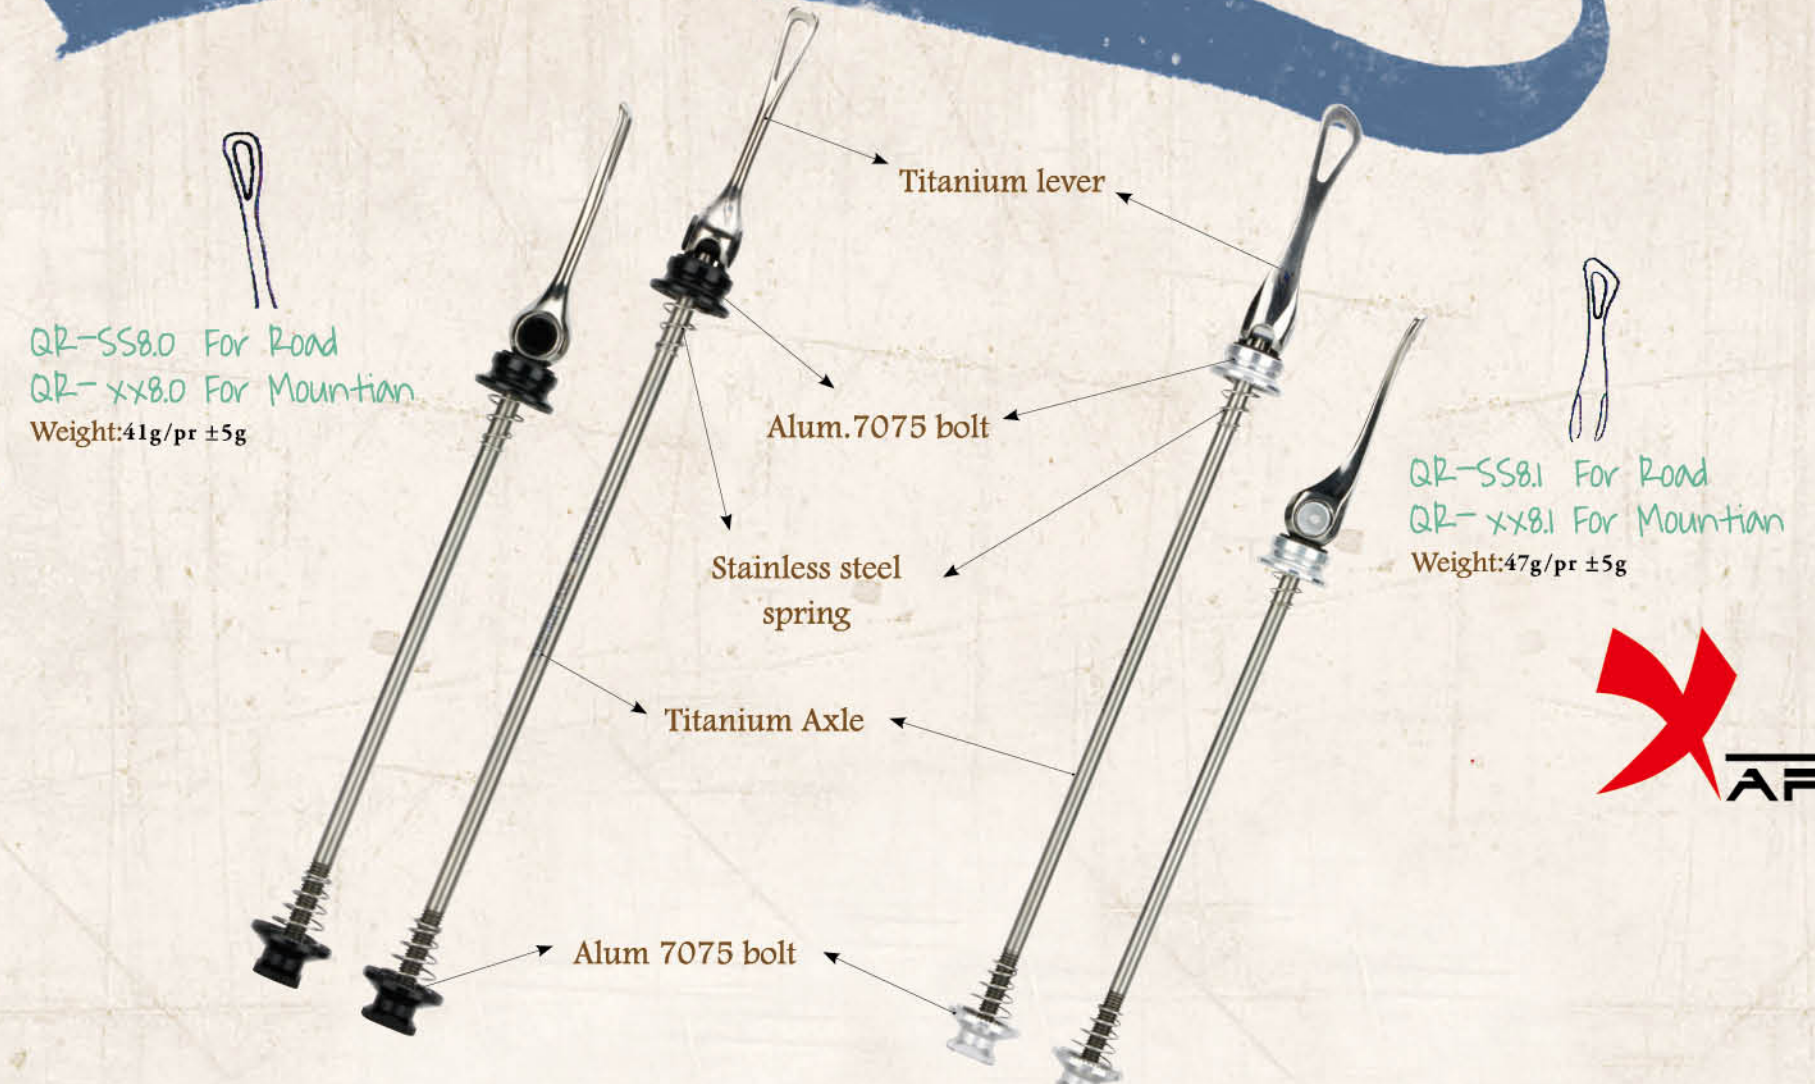 Titanium lever
QR-SS8.0 For Road
QR-xx8.0 For Mountian
Weight:41g/pr ±5g
Alum.7075 bolt
QR-SS8.1 For Road
QR-xx8.1 For Mountian
Weight:47g/pr ±5g
Stainless steel
spring
Titanium Axle
Alum 7075 bolt